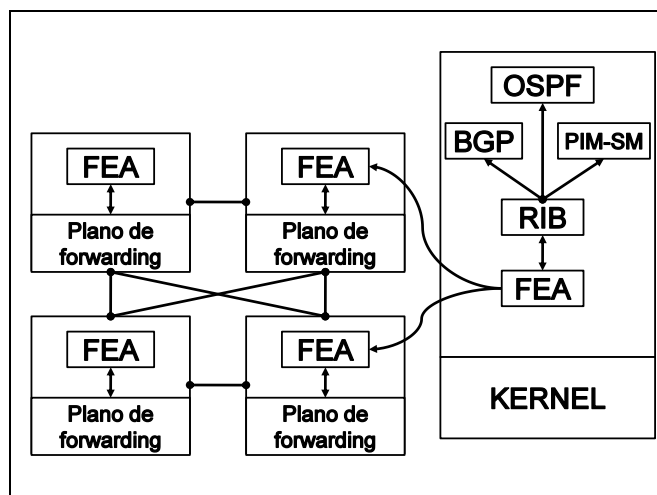 OSPF
BGP
PIM-SM
RIB
FEA
KERNEL
FEA
Plano de
forwarding
FEA
Plano de
forwarding
FEA
Plano de
forwarding
FEA
Plano de
forwarding